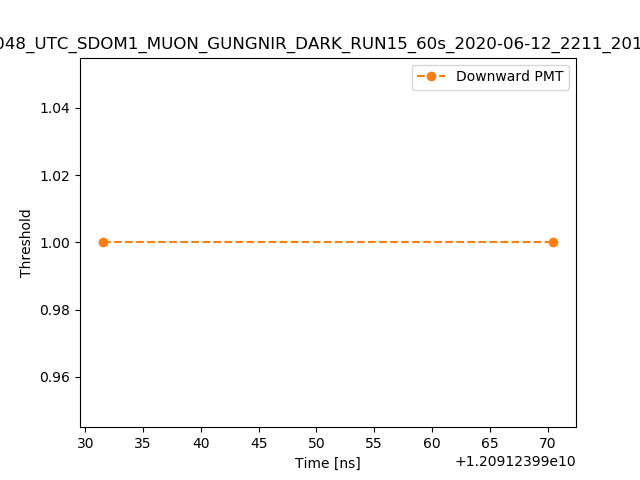 048_UTC_SDOM1_MUON_GUNGNIR_DARK_RUN15_60s_2020-06-12_2211_201
Downward PMT
Threshold
1.04
1.02
1.00
0.98
0.96
30 35 40 45 50 55 60 65 70
Time [ns]
+1.20912399e10